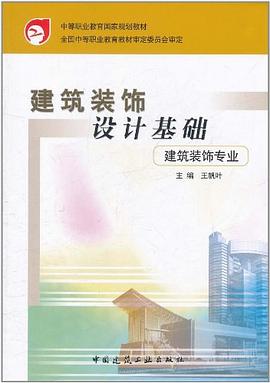 中等职业教育国家规划教材
全国中等职业教育教材审定委员会审定
建筑装饰
设计基础
建筑装饰专业
主编 王帆叶
中国建筑工业出版社